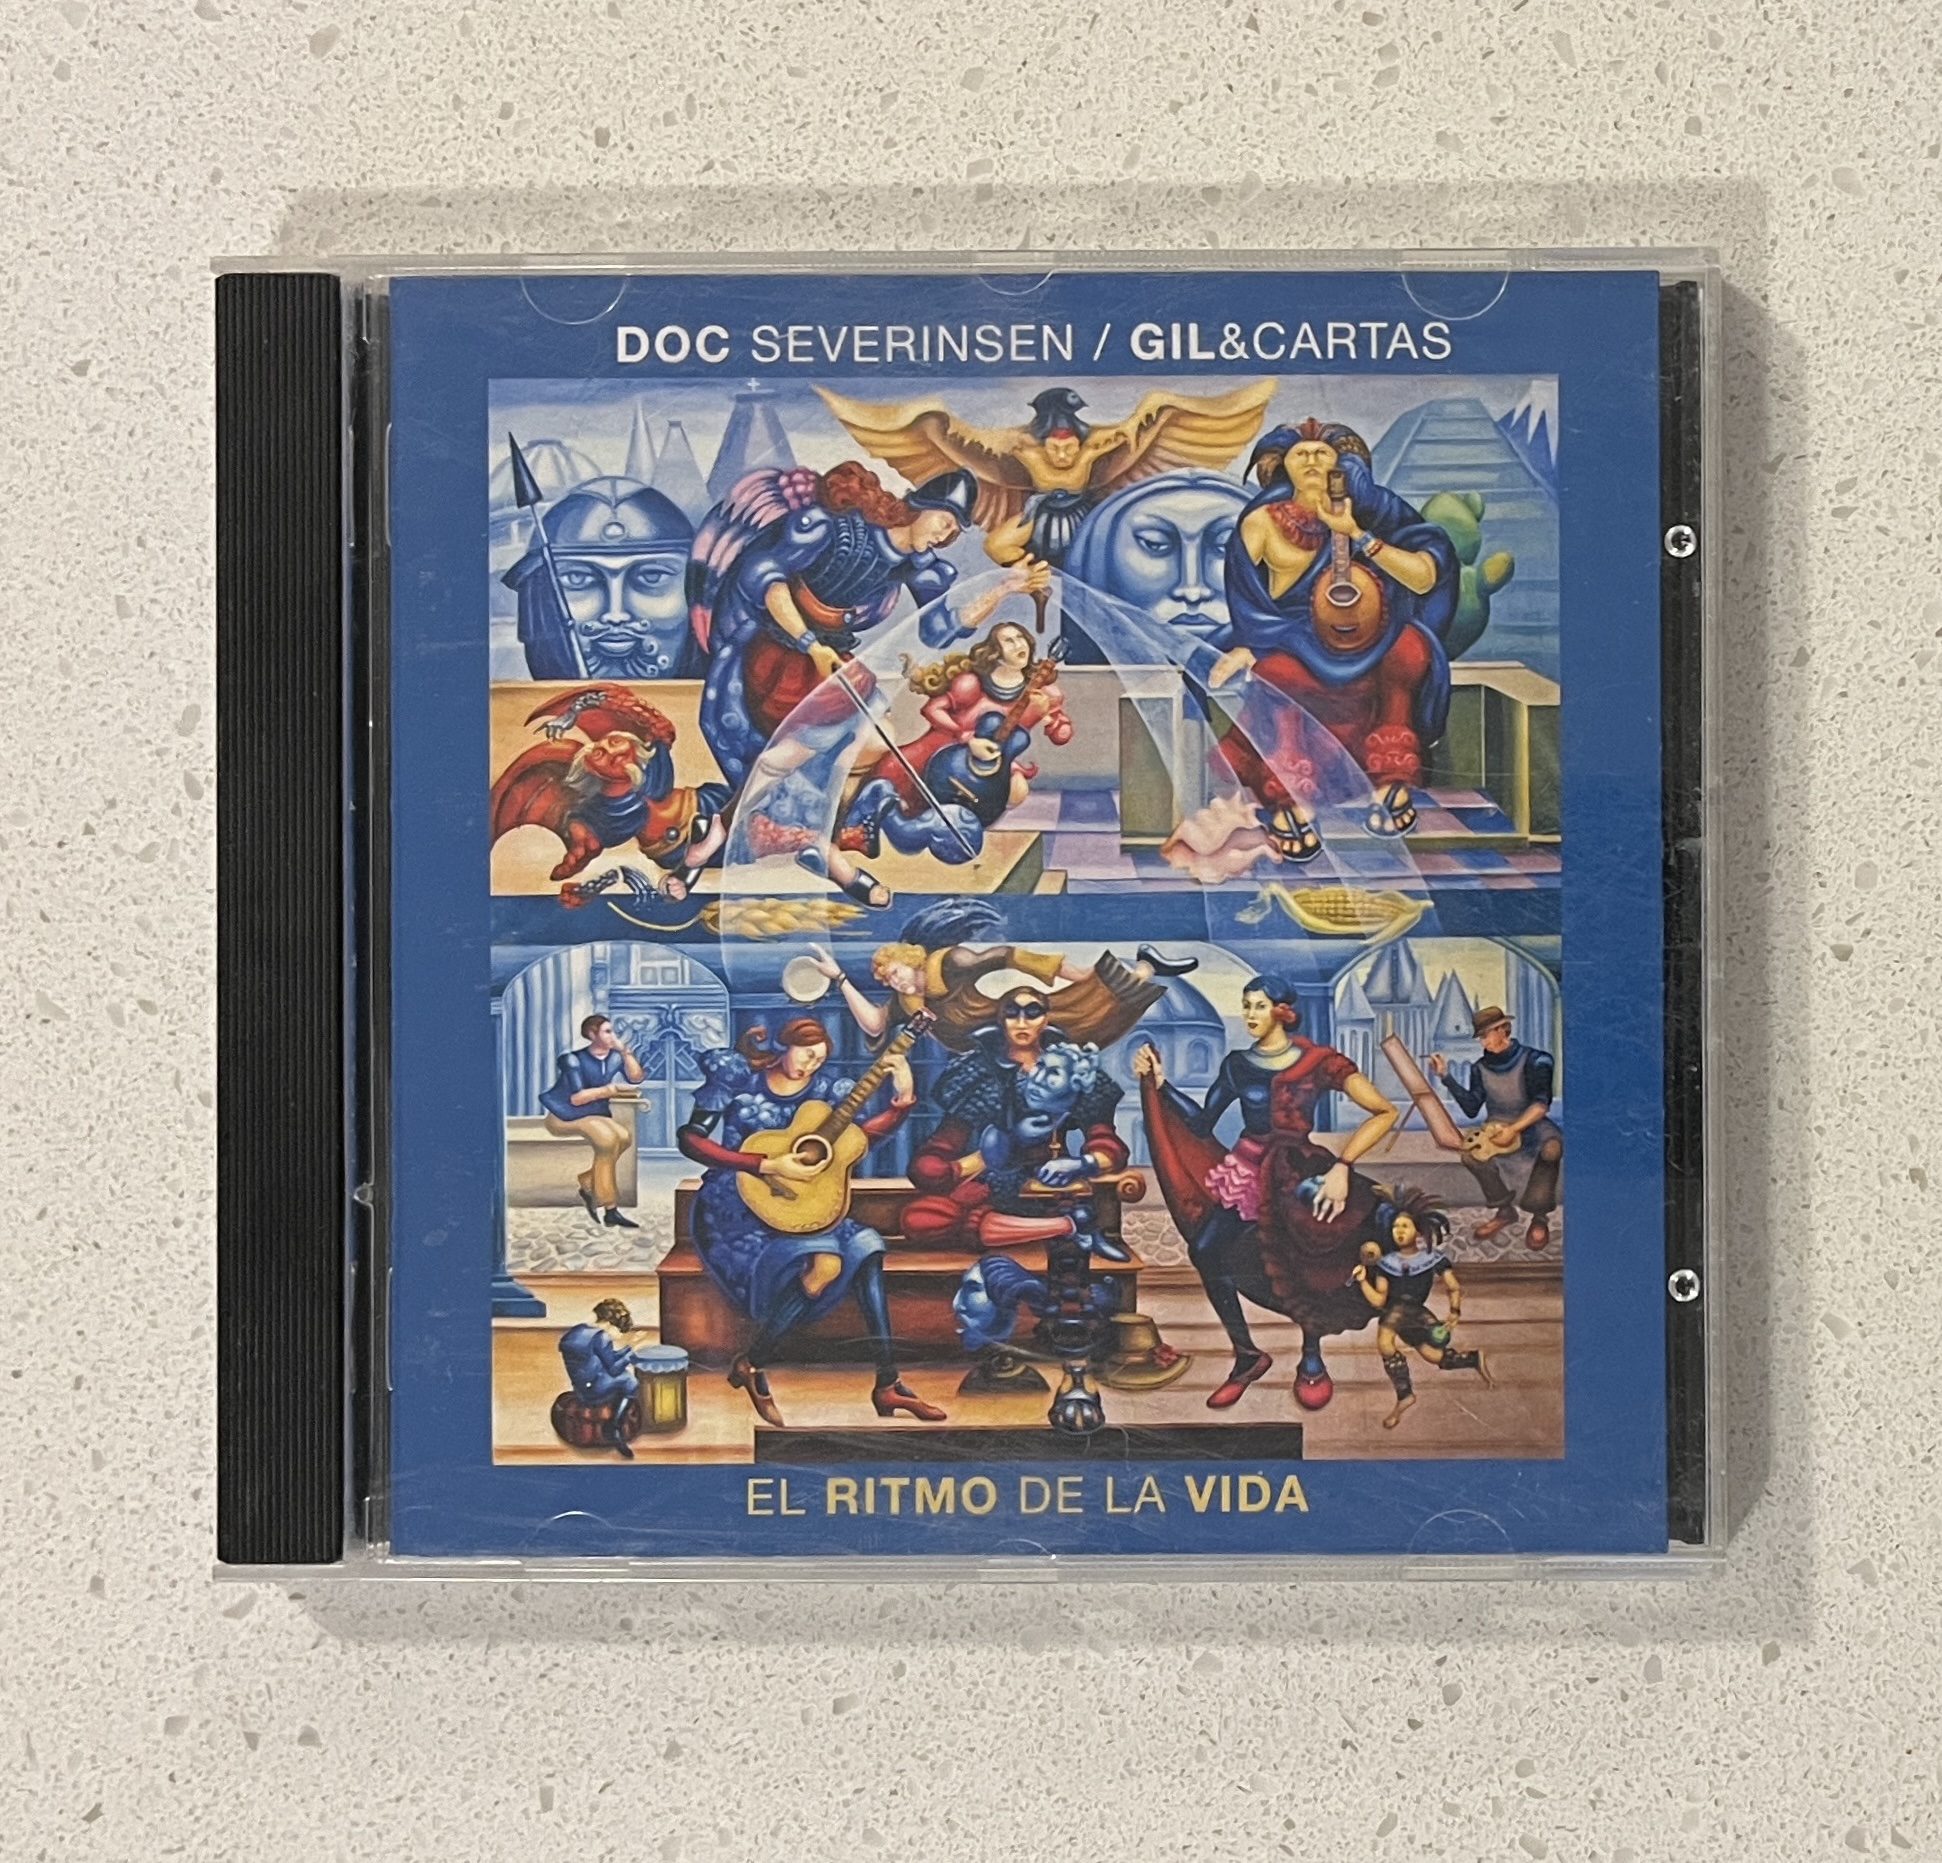 DOC SEVERINSEN / GIL&CARTAS
EL RITMO DE LA VIDA